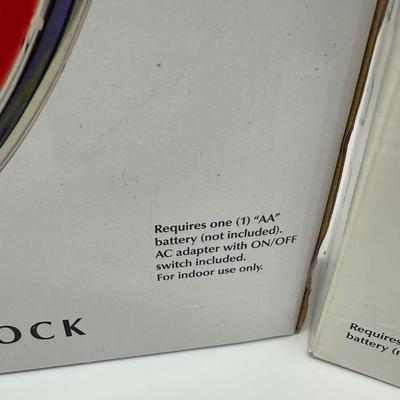 Requires one (1) “AA”
battery (not included).
AC adapter with ON/OFF
switch included.
For indoor use only.
OCK
Requires
battery (n